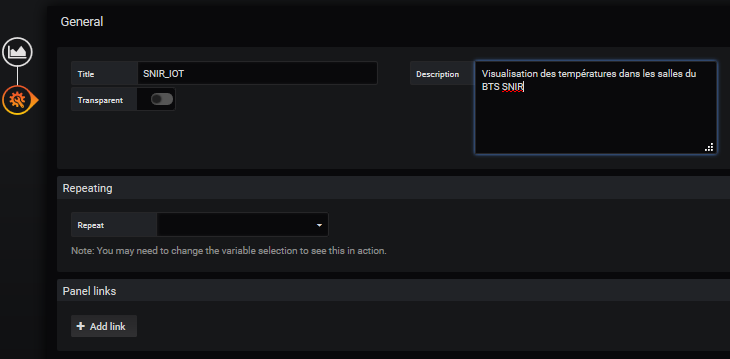 General
Title SNIR_IOT
Description Visualisation des températures dans les salles du
BTS SNIR
Transparent
Repeating
Repeat
Note: You may need to change the variable selection to see this in action.
Panel links
+ Add link